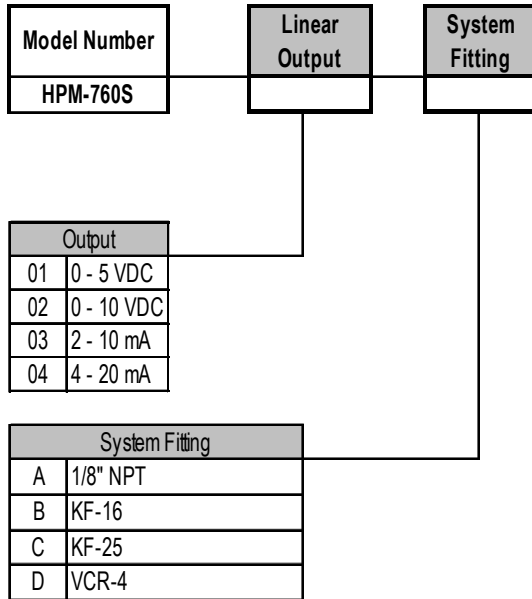 Model Number
HPM-760S
Linear
Output
System
Fitting
Output
01 0 - 5 VDC
02 0 - 10 VDC
03 2 - 10 mA
04 4 - 20 mA
System Fitting
A 1/8" NPT
B KF-16
C KF-25
D VCR-4